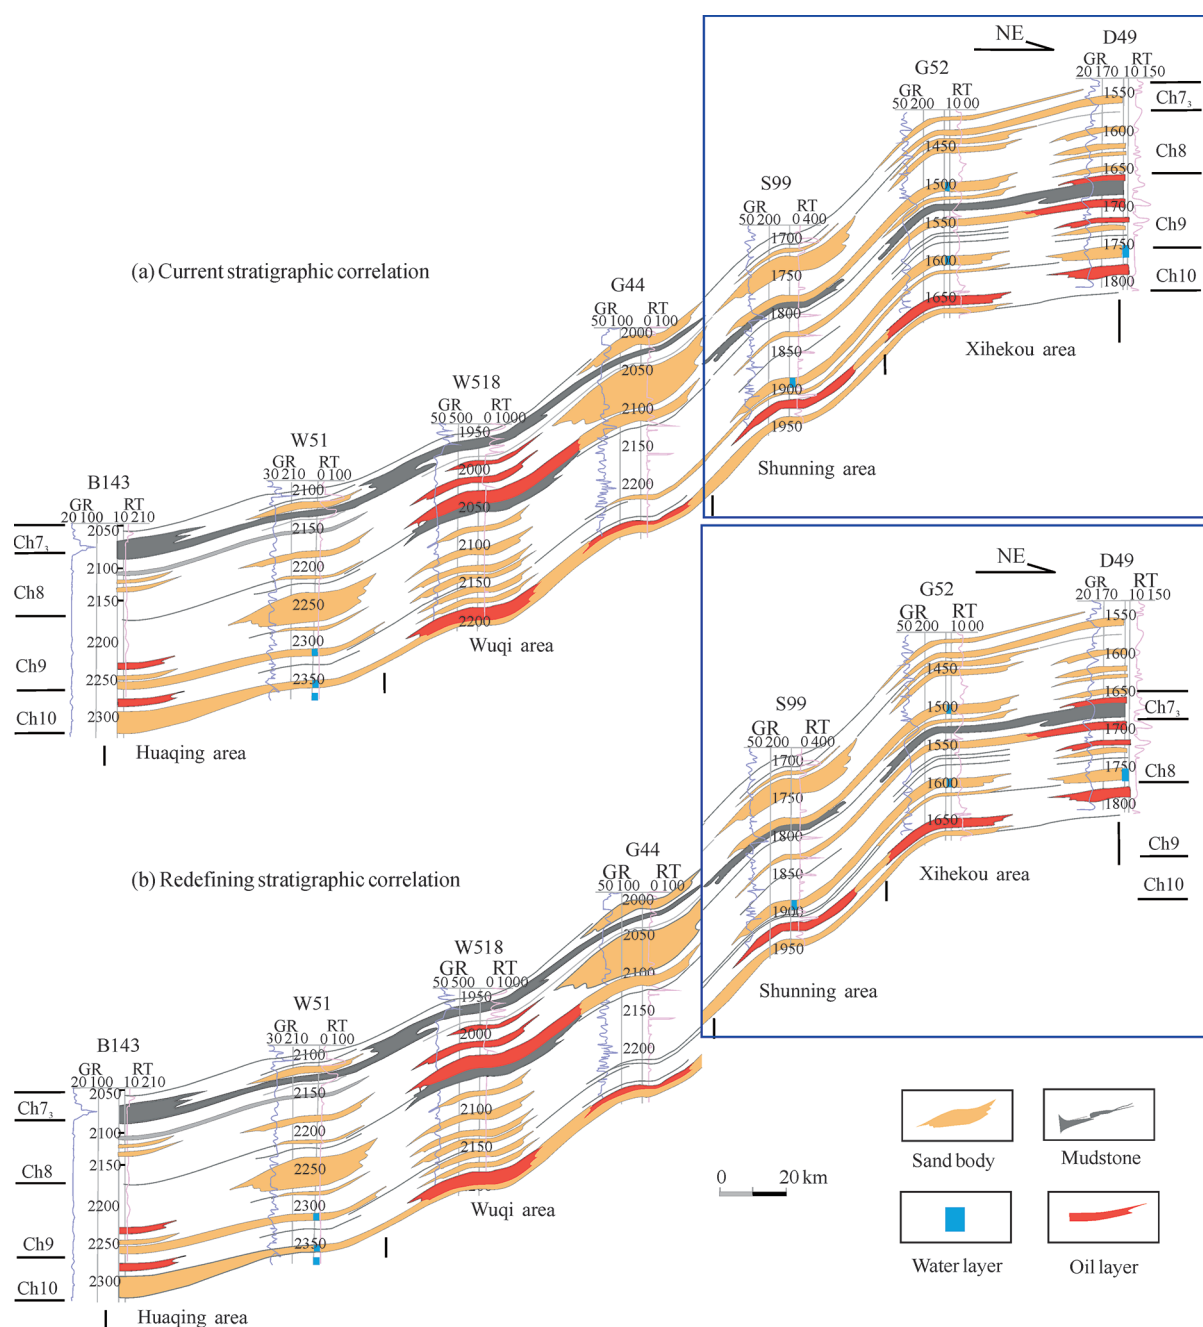 NE
D49
GR RT
20 170 10 150
1550
Ch7₃
1600
Ch8
1650
1700
Ch9
1750
Ch10
1800
G52
GR RT
50 200 10 00
1450
1500
1550
1600
1650
Xihekou area
S99
GR RT
50 200 0 400
1700
1750
1800
1850
1900
1950
Shunning area
(a) Current stratigraphic correlation
G44
GR RT
50 100 0 100
2000
2050
2100
2150
2200
W518
GR RT
50 500 0 1000
1950
2000
2050
2100
2150
2200
Wuqi area
W51
GR RT
30 210 0 100
2100
2150
2200
2250
2300
2350
B143
GR RT
20 100 10 210
2050
Ch7₃
2100
Ch8
2150
2200
Ch9
2250
Ch10
2300
Huaqing area
NE
D49
GR RT
20 170 10 150
1550
1600
1650
Ch7₃
1700
Ch8
1750
1800
Ch9
Ch10
G52
GR RT
50 200 10 00
1450
1500
1550
1600
1650
Xihekou area
S99
GR RT
50 200 0 400
1700
1750
1800
1850
1900
1950
Shunning area
(b) Redefining stratigraphic correlation
G44
GR RT
50 100 0 100
2000
2050
2100
2150
2200
W518
GR RT
50 500 0 1000
1950
2000
2100
2150
Wuqi area
W51
GR RT
30 210 0 100
2100
2150
2200
2250
2300
2350
B143
GR RT
20 100 10 210
2050
Ch7₃
2100
2150
Ch8
2200
Ch9
2250
Ch10
2300
Huaqing area
0 20 km
Sand body Mudstone
Water layer Oil layer